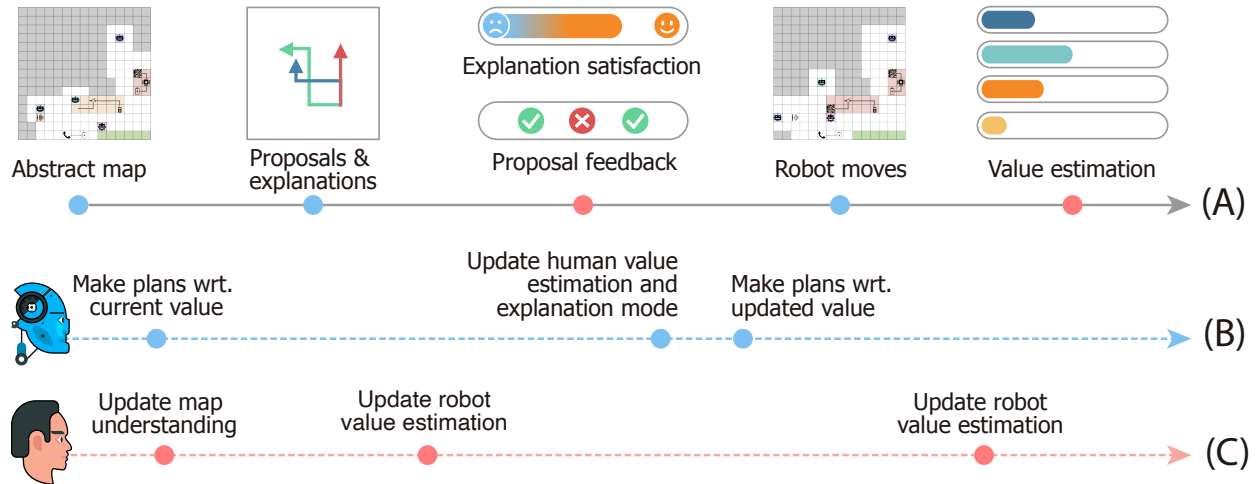 Explanation satisfaction
Abstract map
Proposals &
explanations
Proposal feedback
Robot moves
Value estimation
(A)
Make plans wrt.
current value
Update human value
estimation and
explanation mode
Make plans wrt.
updated value
(B)
Update map
understanding
Update robot
value estimation
Update robot
value estimation
(C)